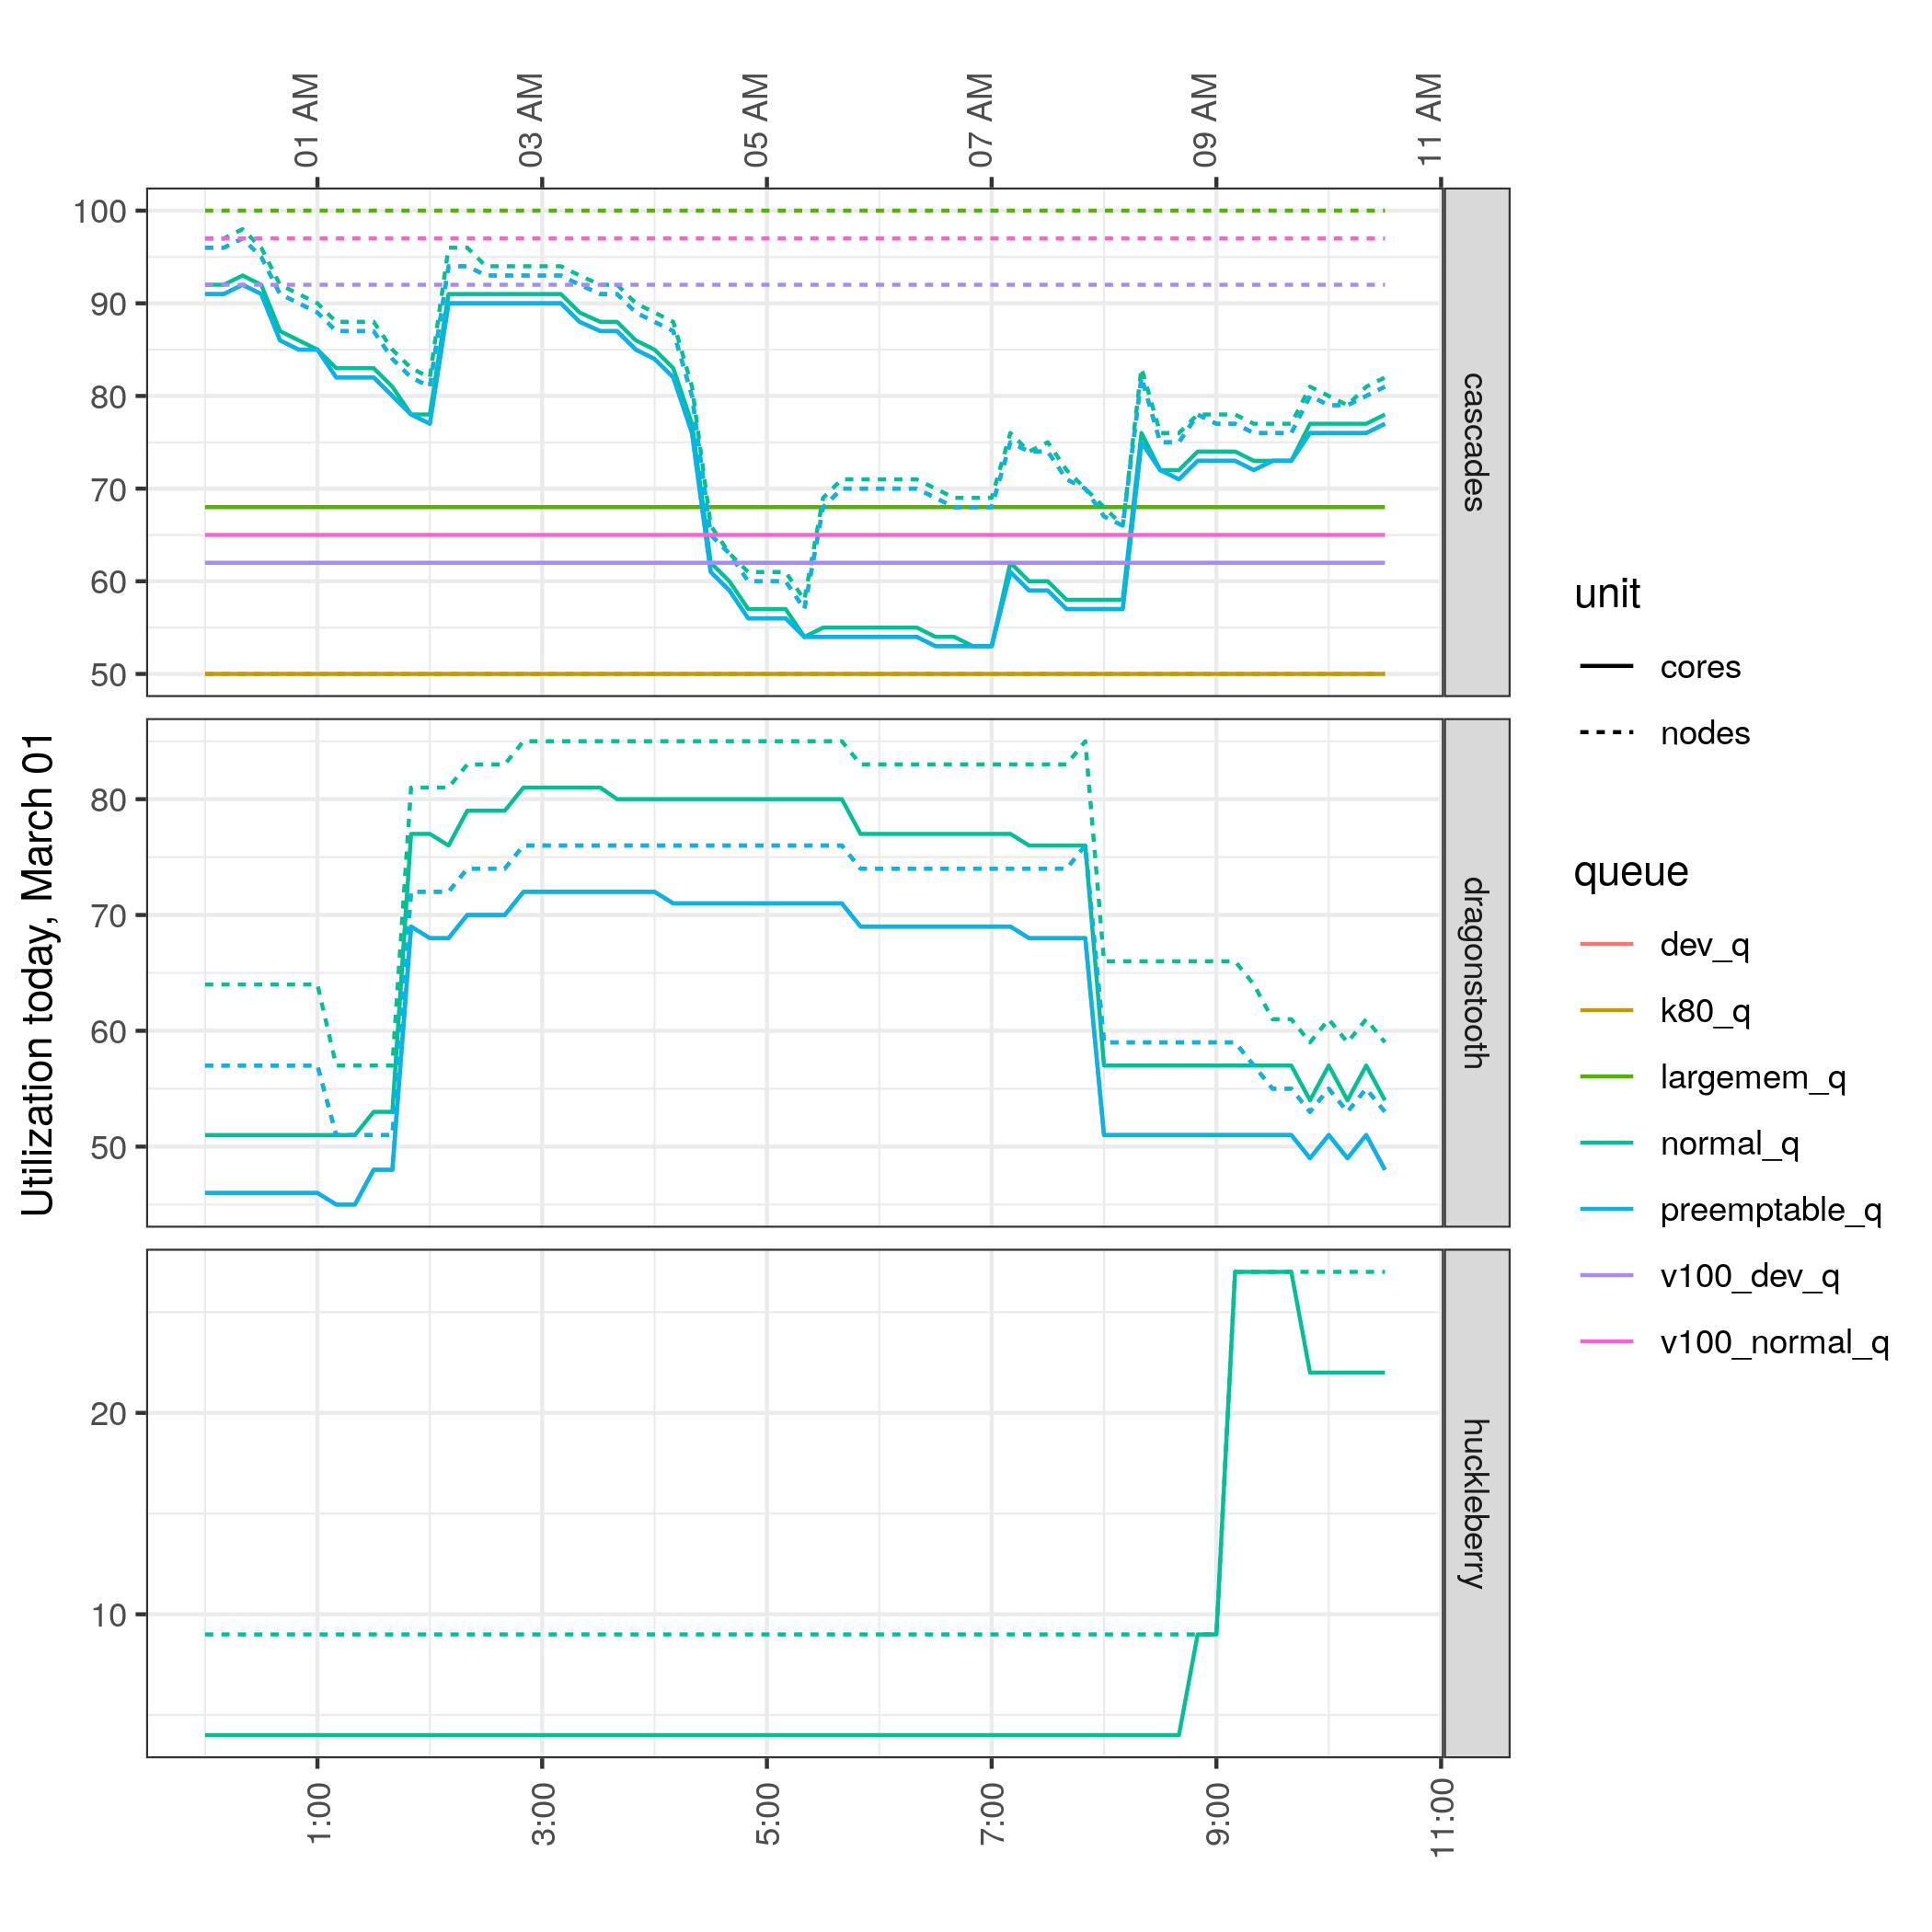 01 AM
03 AM
05 AM
07 AM
09 AM
11 AM
Utilization today, March 01
100
90
80
70
60
50
cascades
80
70
60
50
dragonstooth
20
10
huckleberry
1:00
3:00
5:00
7:00
9:00
11:00
unit
cores
nodes
queue
dev_q
k80_q
largemem_q
normal_q
preemptable_q
v100_dev_q
v100_normal_q